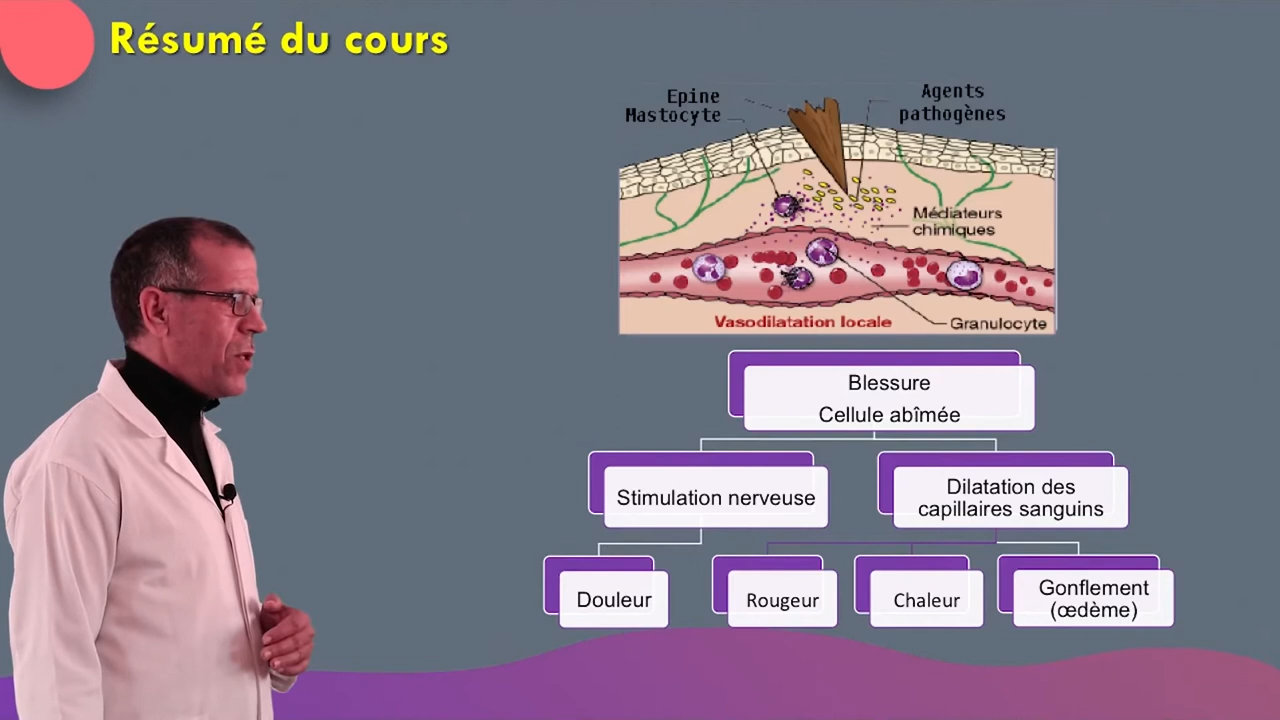 Résumé du cours
Epine
Mastocyte
Agents
pathogènes
Médiateurs
chimiques
Vasodilatation locale
Granulocyte
Blessure
Cellule abîmée
Stimulation nerveuse
Dilatation des
capillaires sanguins
Douleur
Rougeur
Chaleur
Gonflement
(œdème)